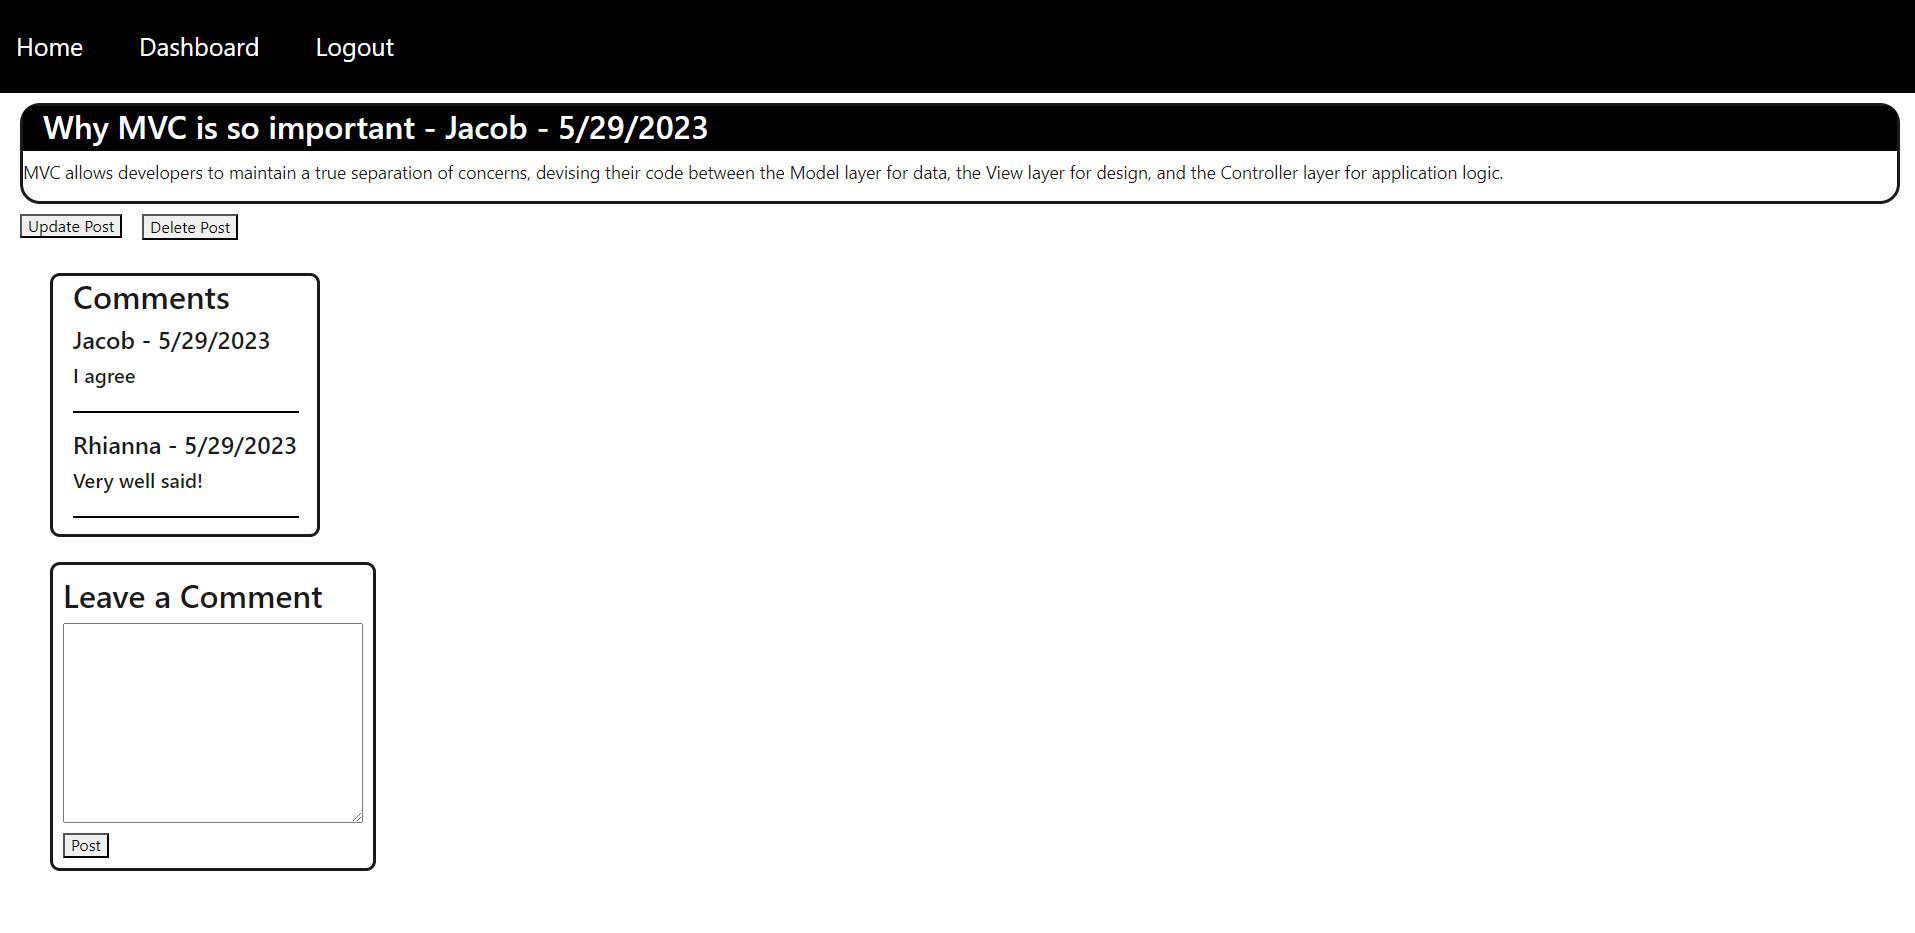 Home Dashboard Logout
Why MVC is so important - Jacob - 5/29/2023
MVC allows developers to maintain a true separation of concerns, devising their code between the Model layer for data, the View layer for design, and the Controller layer for application logic.
Update Post Delete Post
Comments
Jacob - 5/29/2023
I agree
Rhianna - 5/29/2023
Very well said!
Leave a Comment
Post